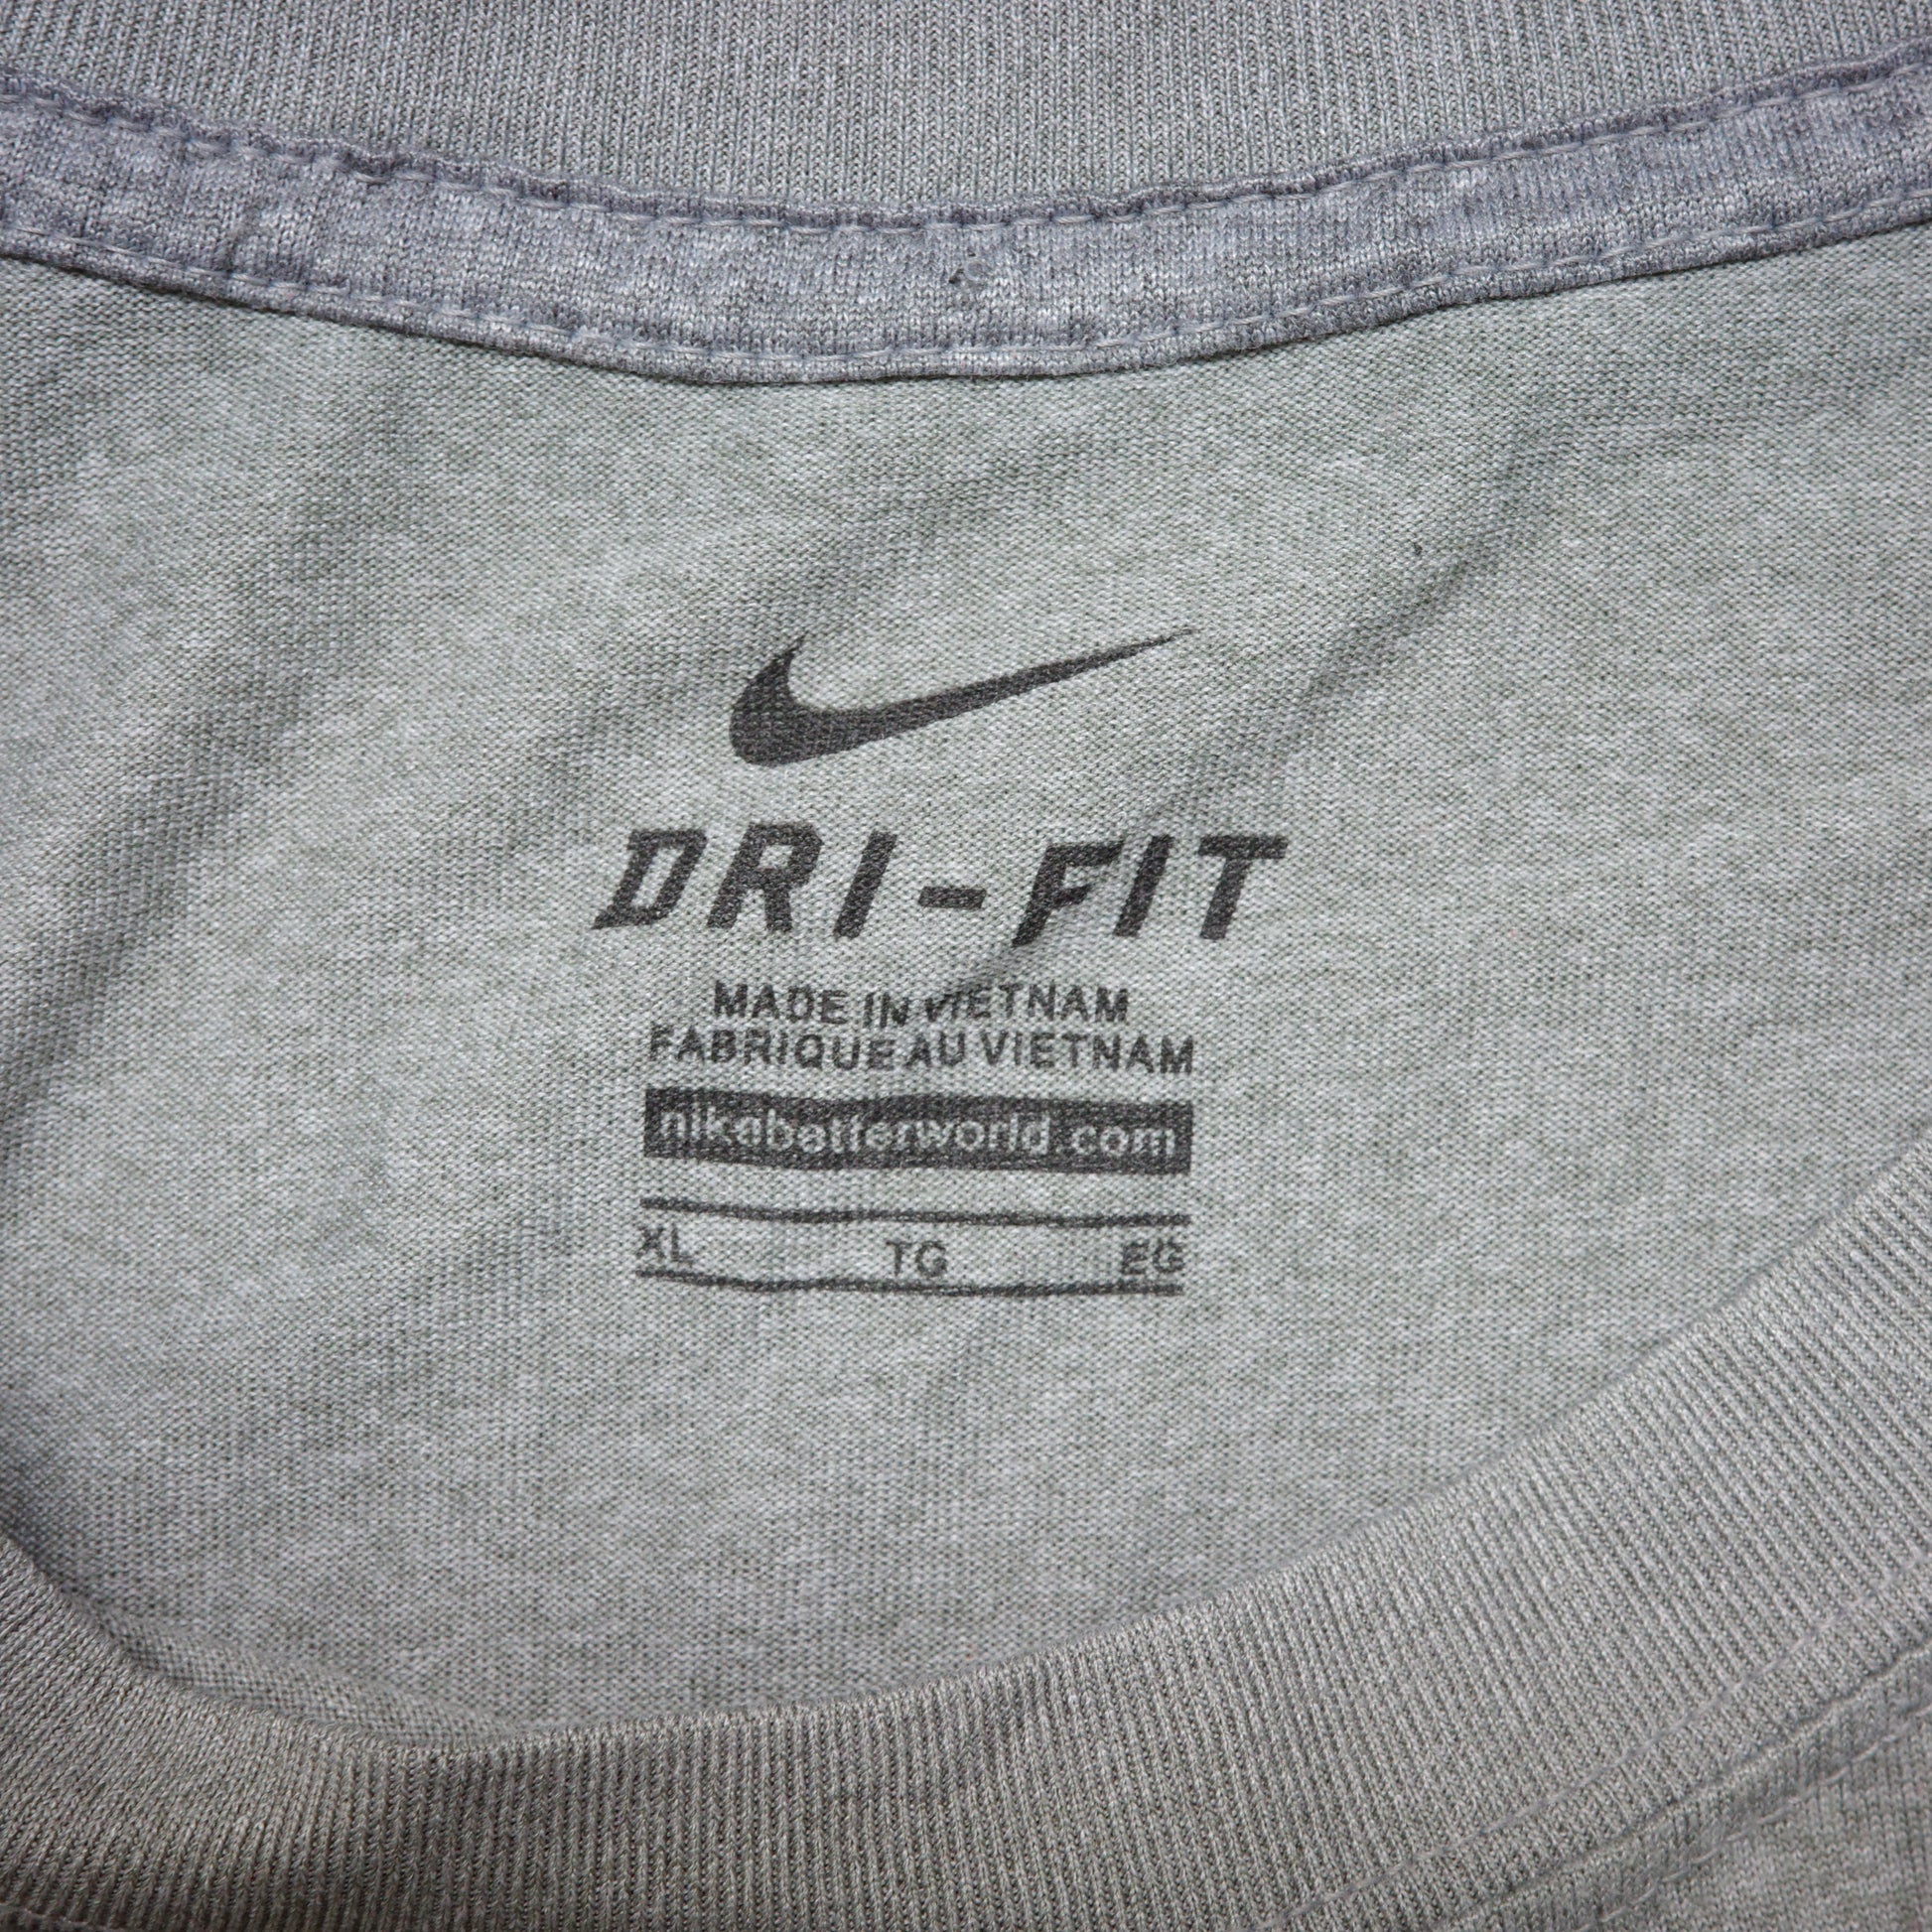 DRI-FIT
MADE IN VIETNAM
FABRIQUE AU VIETNAM
nikebetterworld.com
XL TG EG